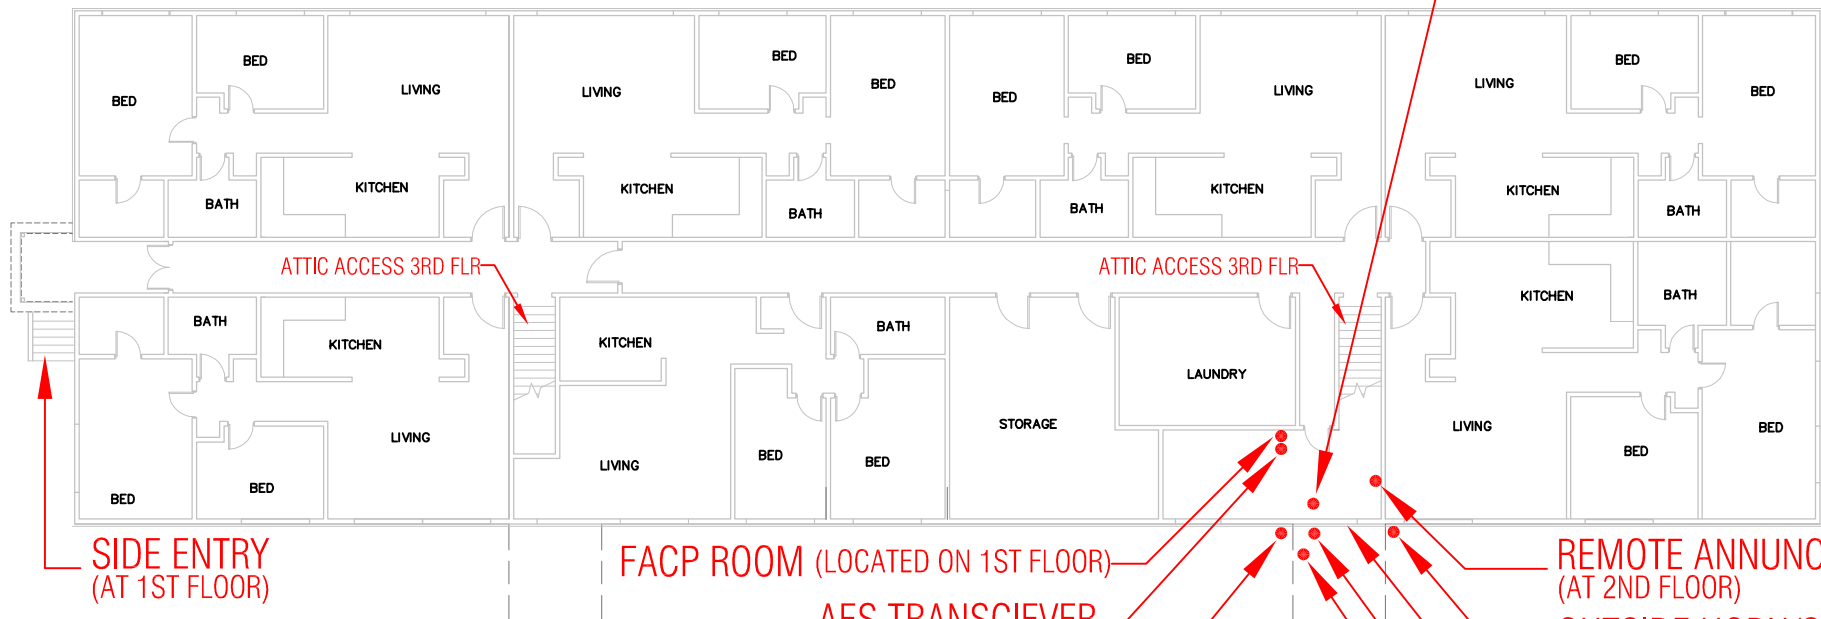 BED
BED
LIVING
LIVING
BED
BED
BED
BED
LIVING
LIVING
BED
BED
KITCHEN
BATH
KITCHEN
BATH
BATH
KITCHEN
KITCHEN
BATH
ATTIC ACCESS 3RD FLR
ATTIC ACCESS 3RD FLR
BATH
KITCHEN
KITCHEN
BATH
LAUNDRY
KITCHEN
BATH
LIVING
LIVING
BED
BED
STORAGE
LIVING
BED
BED
BED
BED
SIDE ENTRY
(AT 1ST FLOOR)
FACP ROOM (LOCATED ON 1ST FLOOR)
AES TRANSCIEVER
REMOTE ANNUNC
(AT 2ND FLOOR)